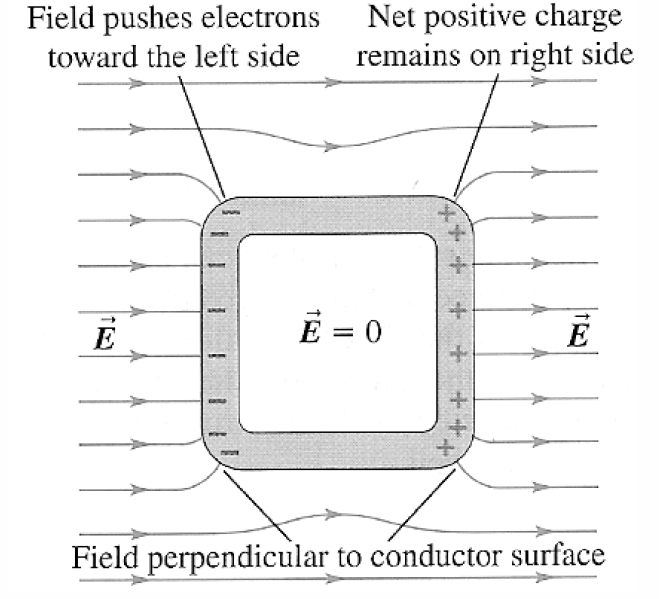 Field pushes electrons
toward the left side
Net positive charge
remains on right side
− +
− +
− +
− +
− +
− +
− +
− +
− +
− +
E⃗
E⃗ = 0
E⃗
Field perpendicular to conductor surface